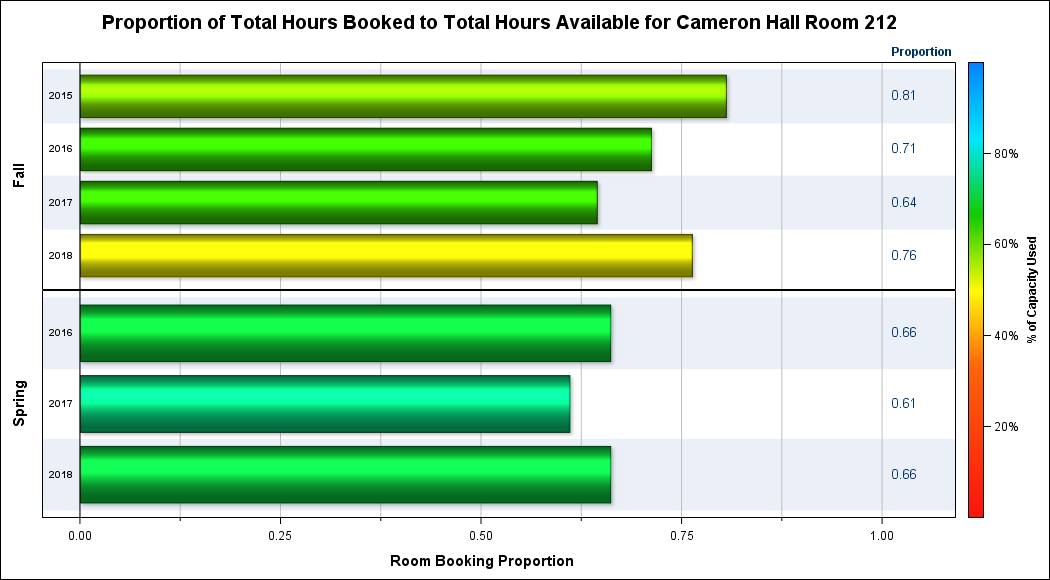 Proportion of Total Hours Booked to Total Hours Available for Cameron Hall Room 212
Proportion
Fall
2015 0.81
2016 0.71
2017 0.64
2018 0.76
Spring
2016 0.66
2017 0.61
2018 0.66
0.00 0.25 0.50 0.75 1.00
Room Booking Proportion
80%
60%
40%
20%
% of Capacity Used